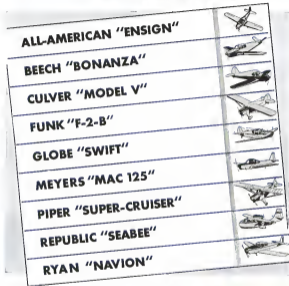 ALL-AMERICAN "ENSIGN"
BEECH "BONANZA"
CULVER "MODEL V"
FUNK "F-2-B"
GLOBE "SWIFT"
MEYERS "MAC 125"
PIPER "SUPER-CRUISER"
REPUBLIC "SEABEE"
RYAN "NAVION"